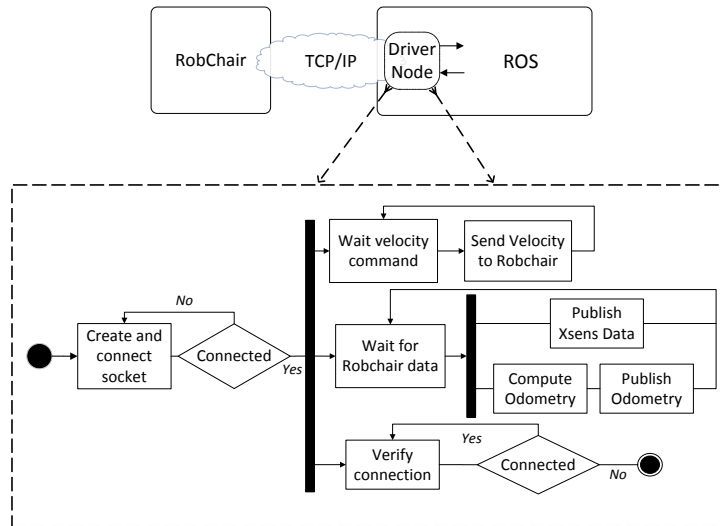 RobChair
TCP/IP
Driver
Node
ROS
Wait velocity
command
Send Velocity
to Robchair
No
Create and
connect
socket
Connected
Yes
Wait for
Robchair data
Publish
Xsens Data
Compute
Odometry
Publish
Odometry
Yes
Verify
connection
Connected
No